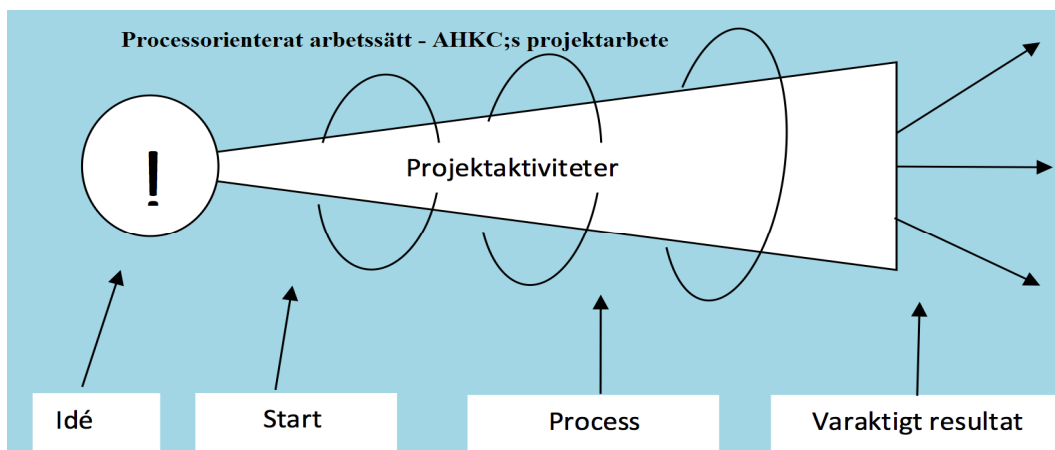 Processorienterat arbetssätt - AHKC;s projektarbete
!
Projektaktiviteter
Idé
Start
Process
Varaktigt resultat